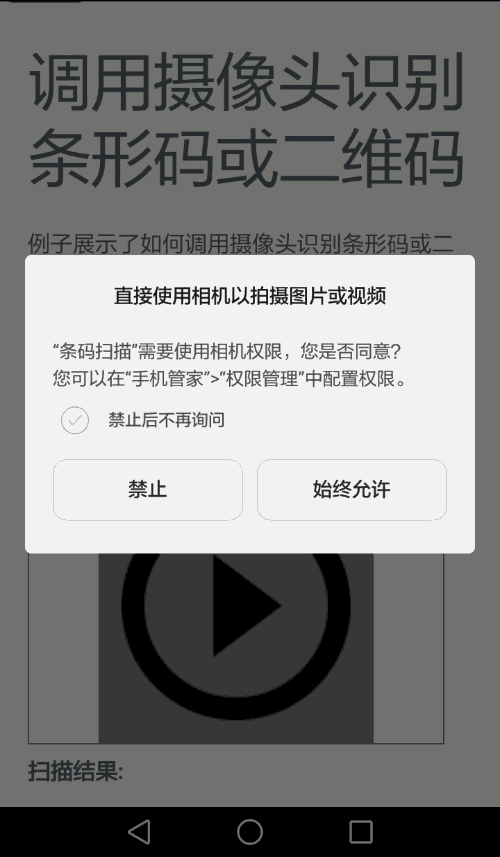 调用摄像头识别
条形码或二维码
例子展示了如何调用摄像头识别条形码或二
直接使用相机以拍摄图片或视频
“条码扫描”需要使用相机权限，您是否同意？
您可以在“手机管家”>“权限管理”中配置权限。
禁止后不再询问
禁止
始终允许
扫描结果: